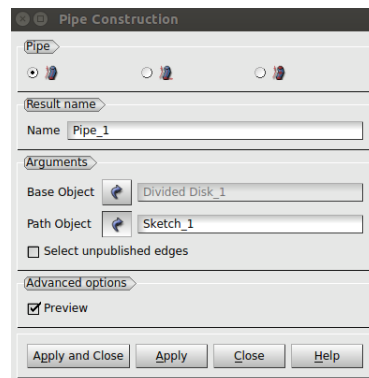 Pipe Construction
Pipe
Result name
Name Pipe_1
Arguments
Base Object Divided Disk_1
Path Object Sketch_1
Select unpublished edges
Advanced options
Preview
Apply and Close Apply Close Help